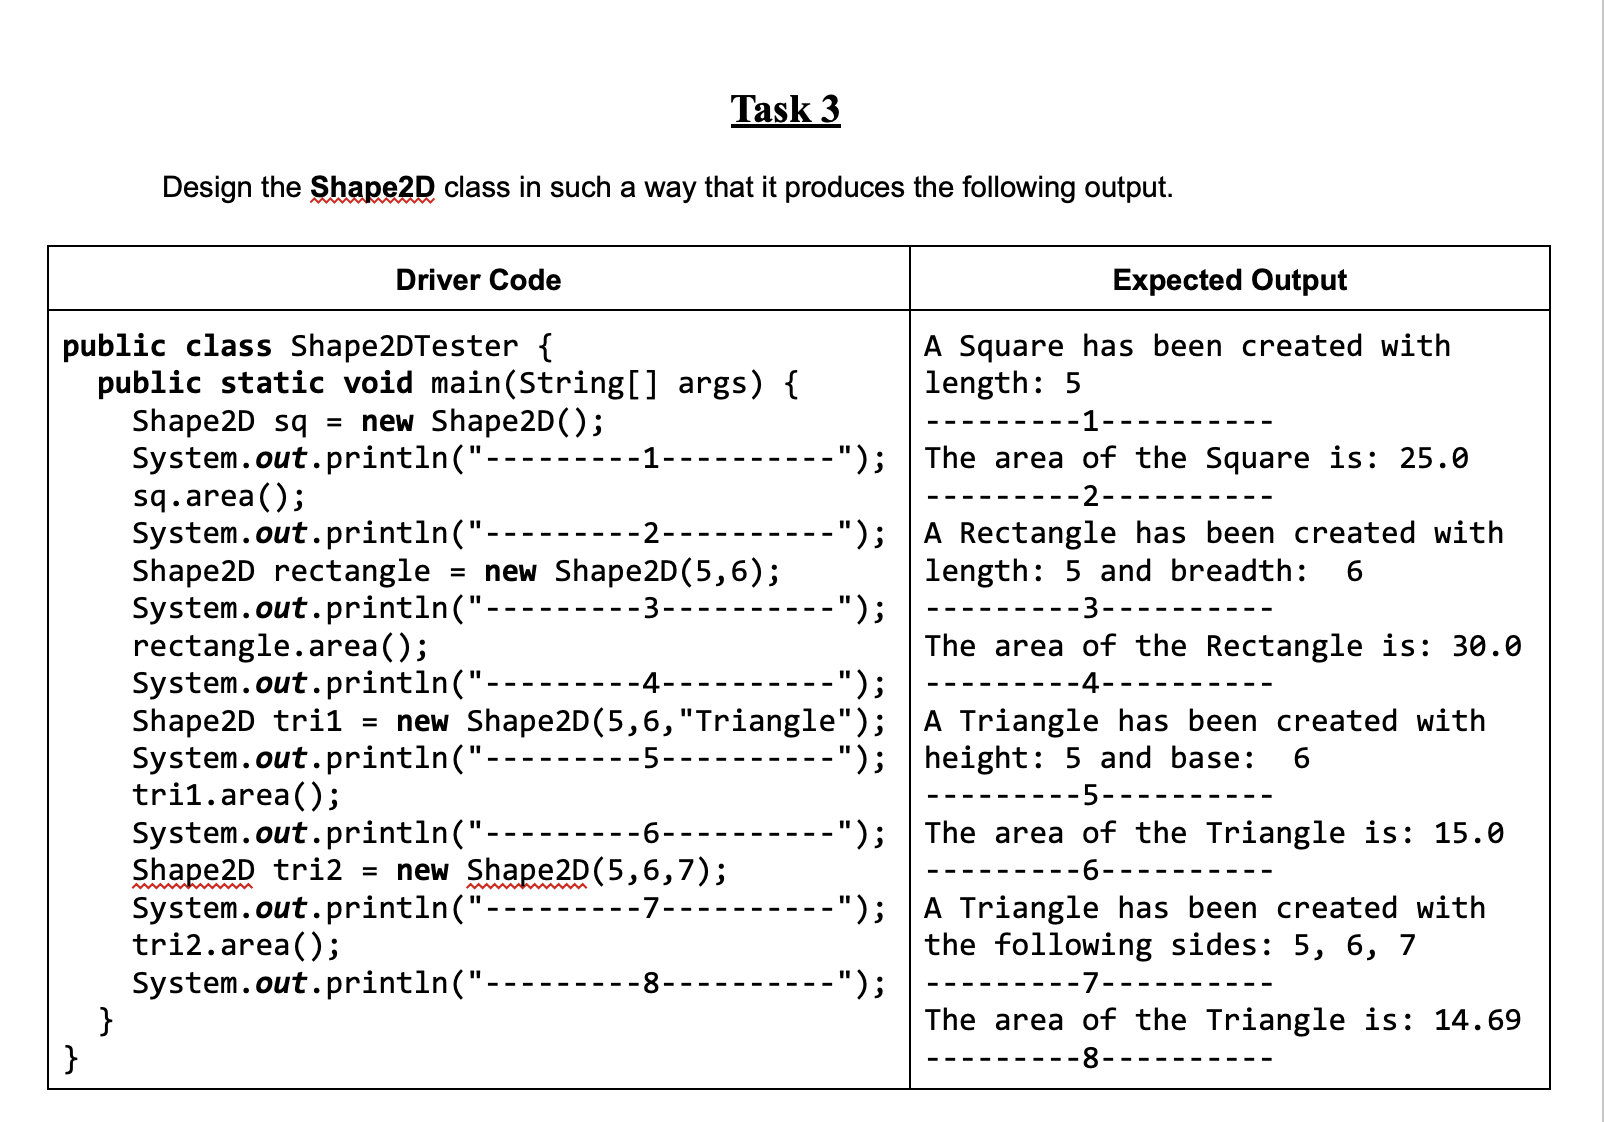 Task 3
Design the Shape2D class in such a way that it produces the following output.
Driver Code
public class Shape2DTester {
  public static void main(String[] args) {
    Shape2D sq = new Shape2D();
    System.out.println("---------1----------");
    sq.area();
    System.out.println("---------2----------");
    Shape2D rectangle = new Shape2D(5,6);
    System.out.println("---------3----------");
    rectangle.area();
    System.out.println("---------4----------");
    Shape2D tri1 = new Shape2D(5,6,"Triangle");
    System.out.println("---------5----------");
    tri1.area();
    System.out.println("---------6----------");
    Shape2D tri2 = new Shape2D(5,6,7);
    System.out.println("---------7----------");
    tri2.area();
    System.out.println("---------8----------");
  }
}
Expected Output
A Square has been created with
length: 5
---------1----------
The area of the Square is: 25.0
---------2----------
A Rectangle has been created with
length: 5 and breadth:  6
---------3----------
The area of the Rectangle is: 30.0
---------4----------
A Triangle has been created with
height: 5 and base:  6
---------5----------
The area of the Triangle is: 15.0
---------6----------
A Triangle has been created with
the following sides: 5, 6, 7
---------7----------
The area of the Triangle is: 14.69
---------8----------